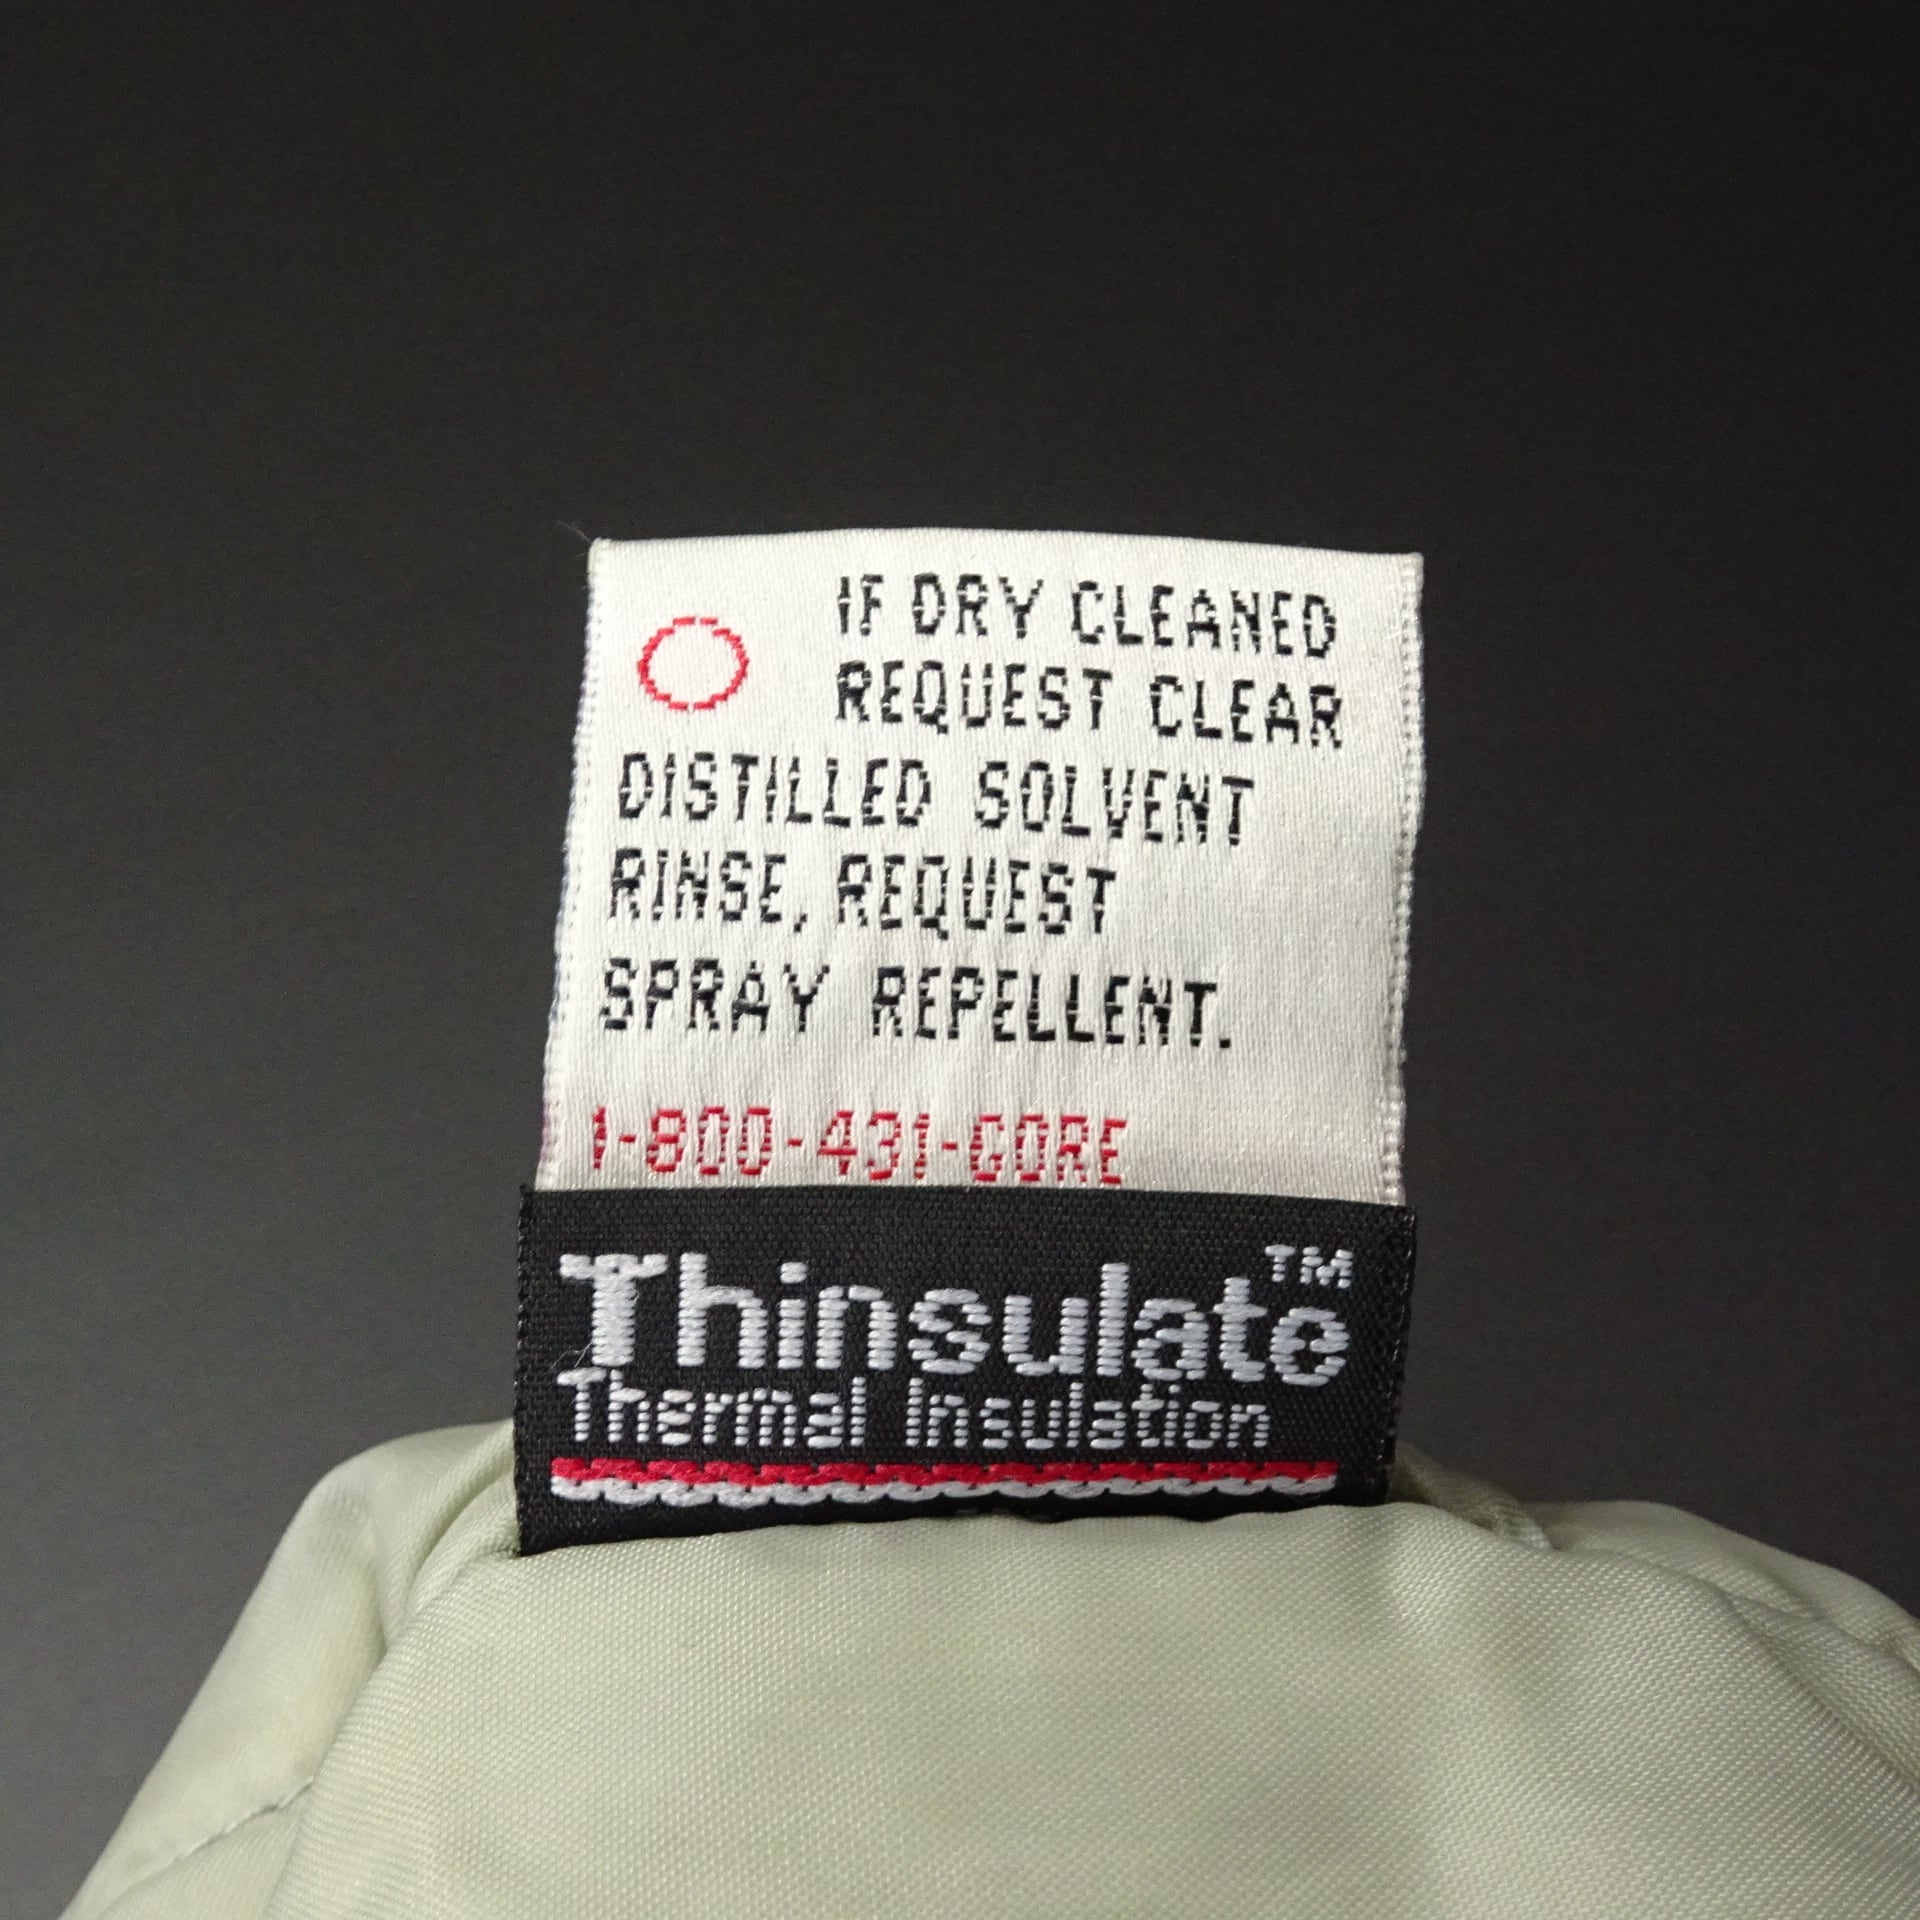 IF DRY CLEANED
REQUEST CLEAR
DISTILLED SOLVENT
RINSE, REQUEST
SPRAY REPELLENT.
1-800-431-GORE
Thinsulate™
Thermal Insulation